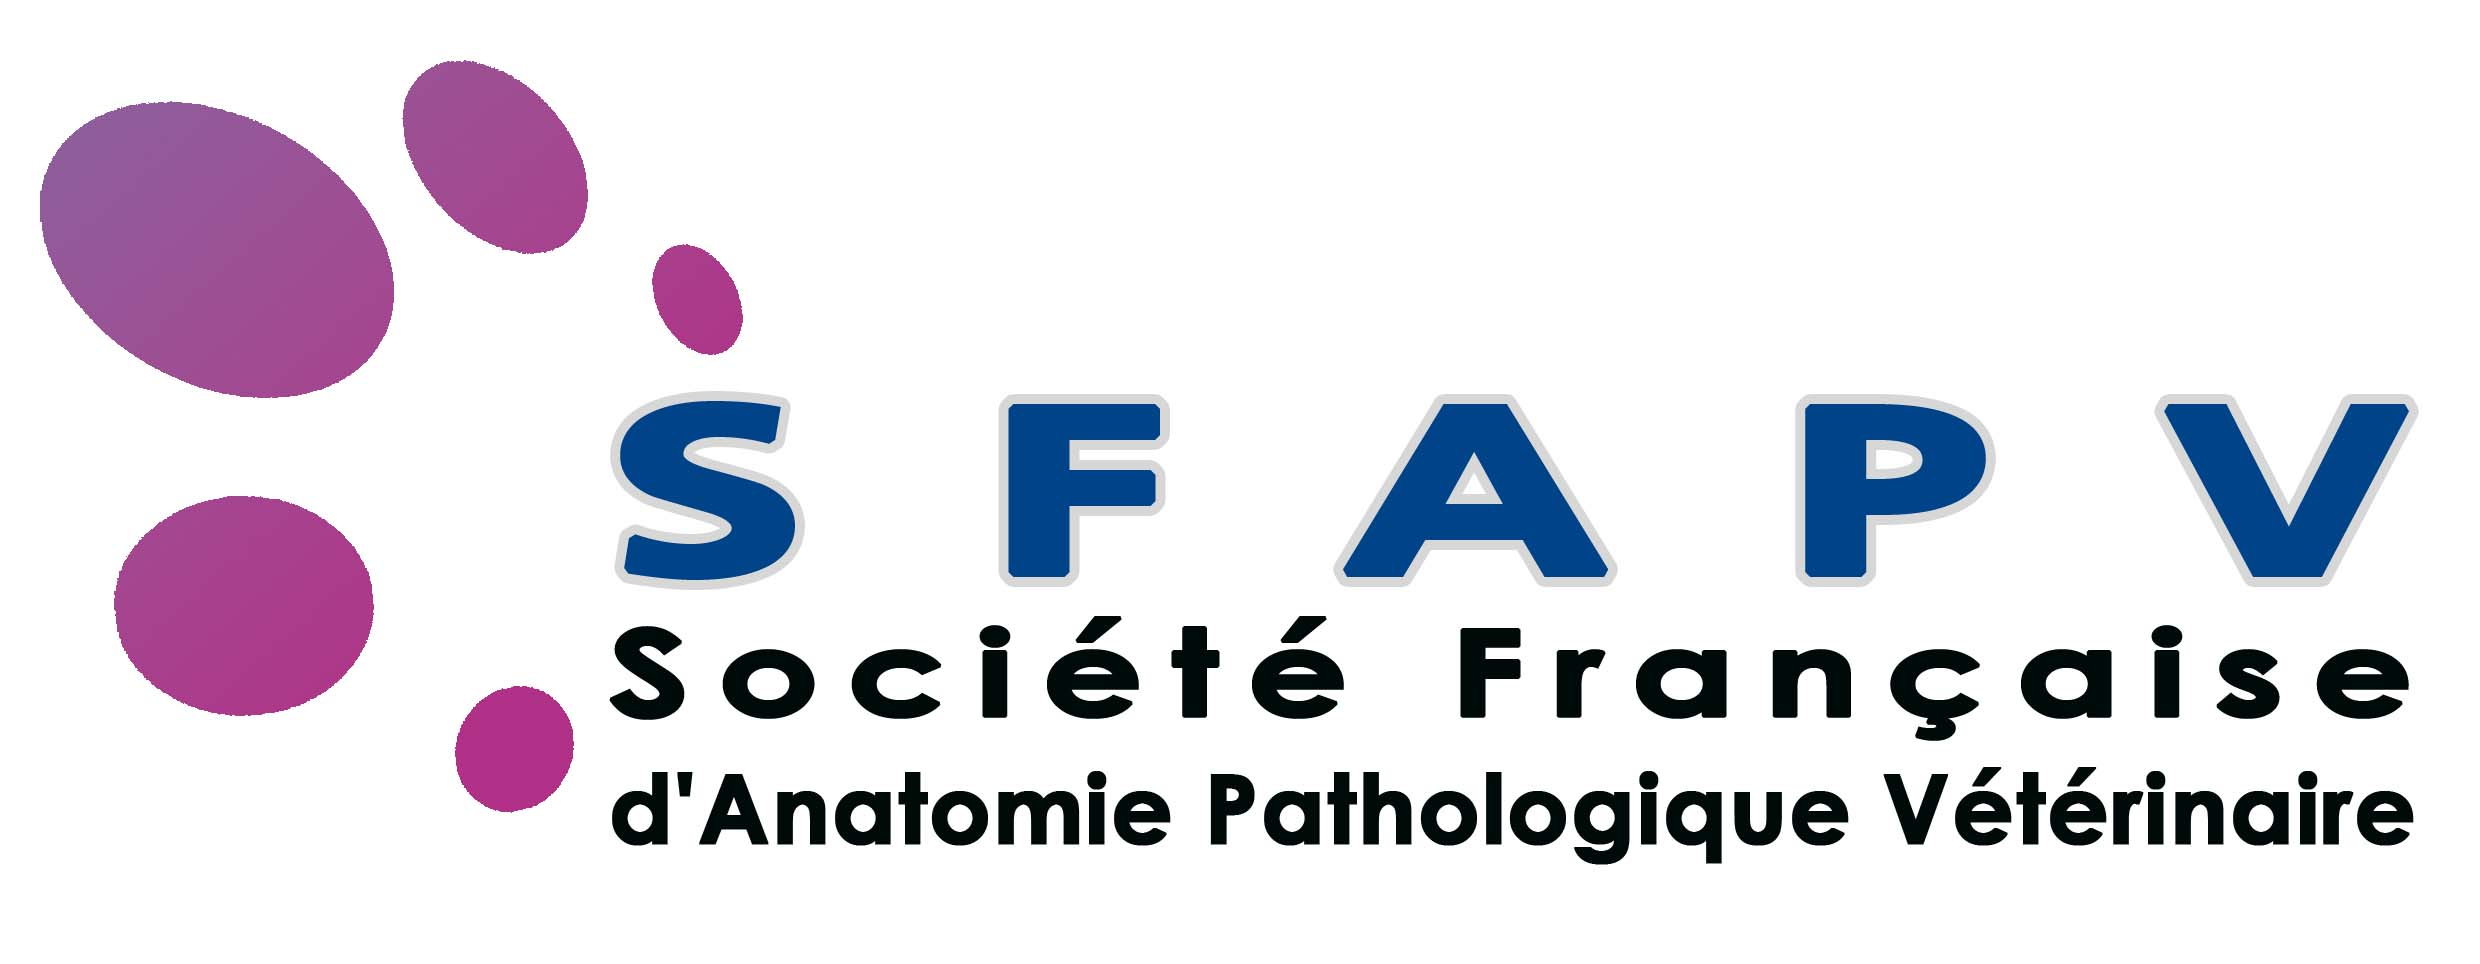 SFAPV
Société Française
d'Anatomie Pathologique Vétérinaire